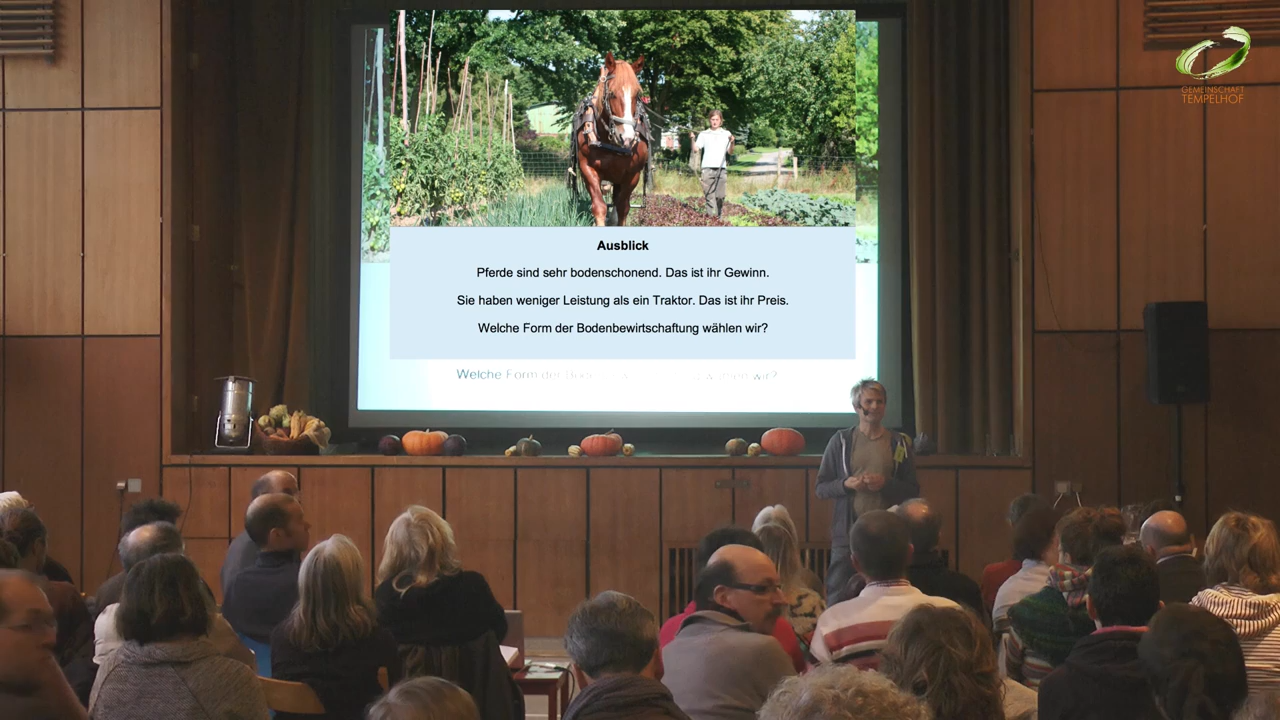 GEMEINSCHAFT
TEMPELHOF
Ausblick
Pferde sind sehr bodenschonend. Das ist ihr Gewinn.
Sie haben weniger Leistung als ein Traktor. Das ist ihr Preis.
Welche Form der Bodenbewirtschaftung wählen wir?
Welche Form der wir?